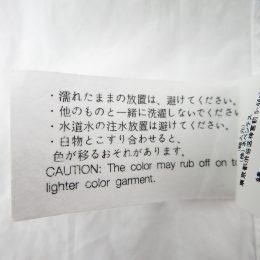 ・濡れたままの放置は、避けてください。
・他のものと一緒に洗濯しないでください。
・水道水の注水放置は避けてください。
・白物とこすり合わせると、
色が移るおそれがあります。
CAUTION: The color may rub off on to
lighter color garment.